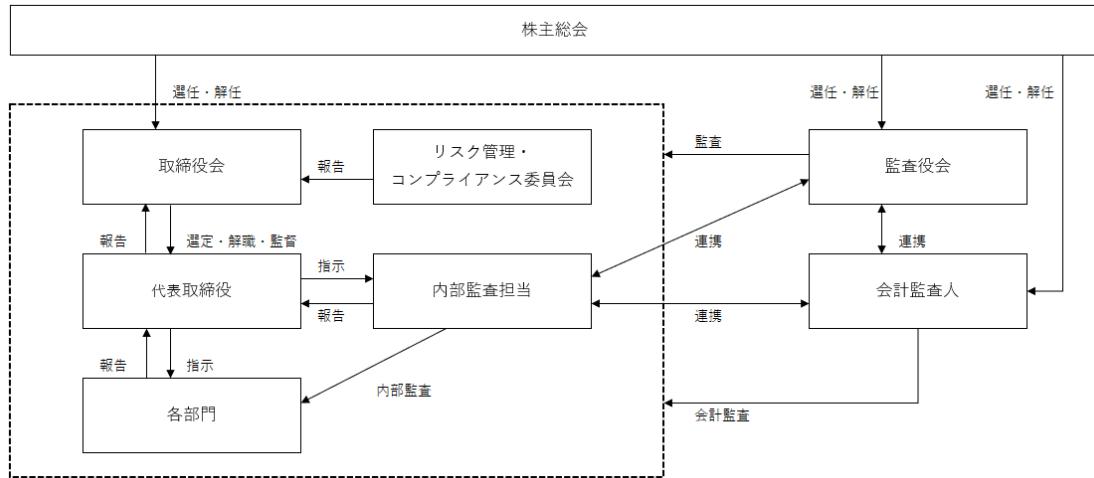 株主総会
選任・解任
選任・解任
選任・解任
取締役会
報告
リスク管理・
コンプライアンス委員会
監査
監査役会
報告
選定・解職・監督
連携
連携
代表取締役
指示
報告
内部監査担当
連携
会計監査人
報告
指示
内部監査
会計監査
各部門